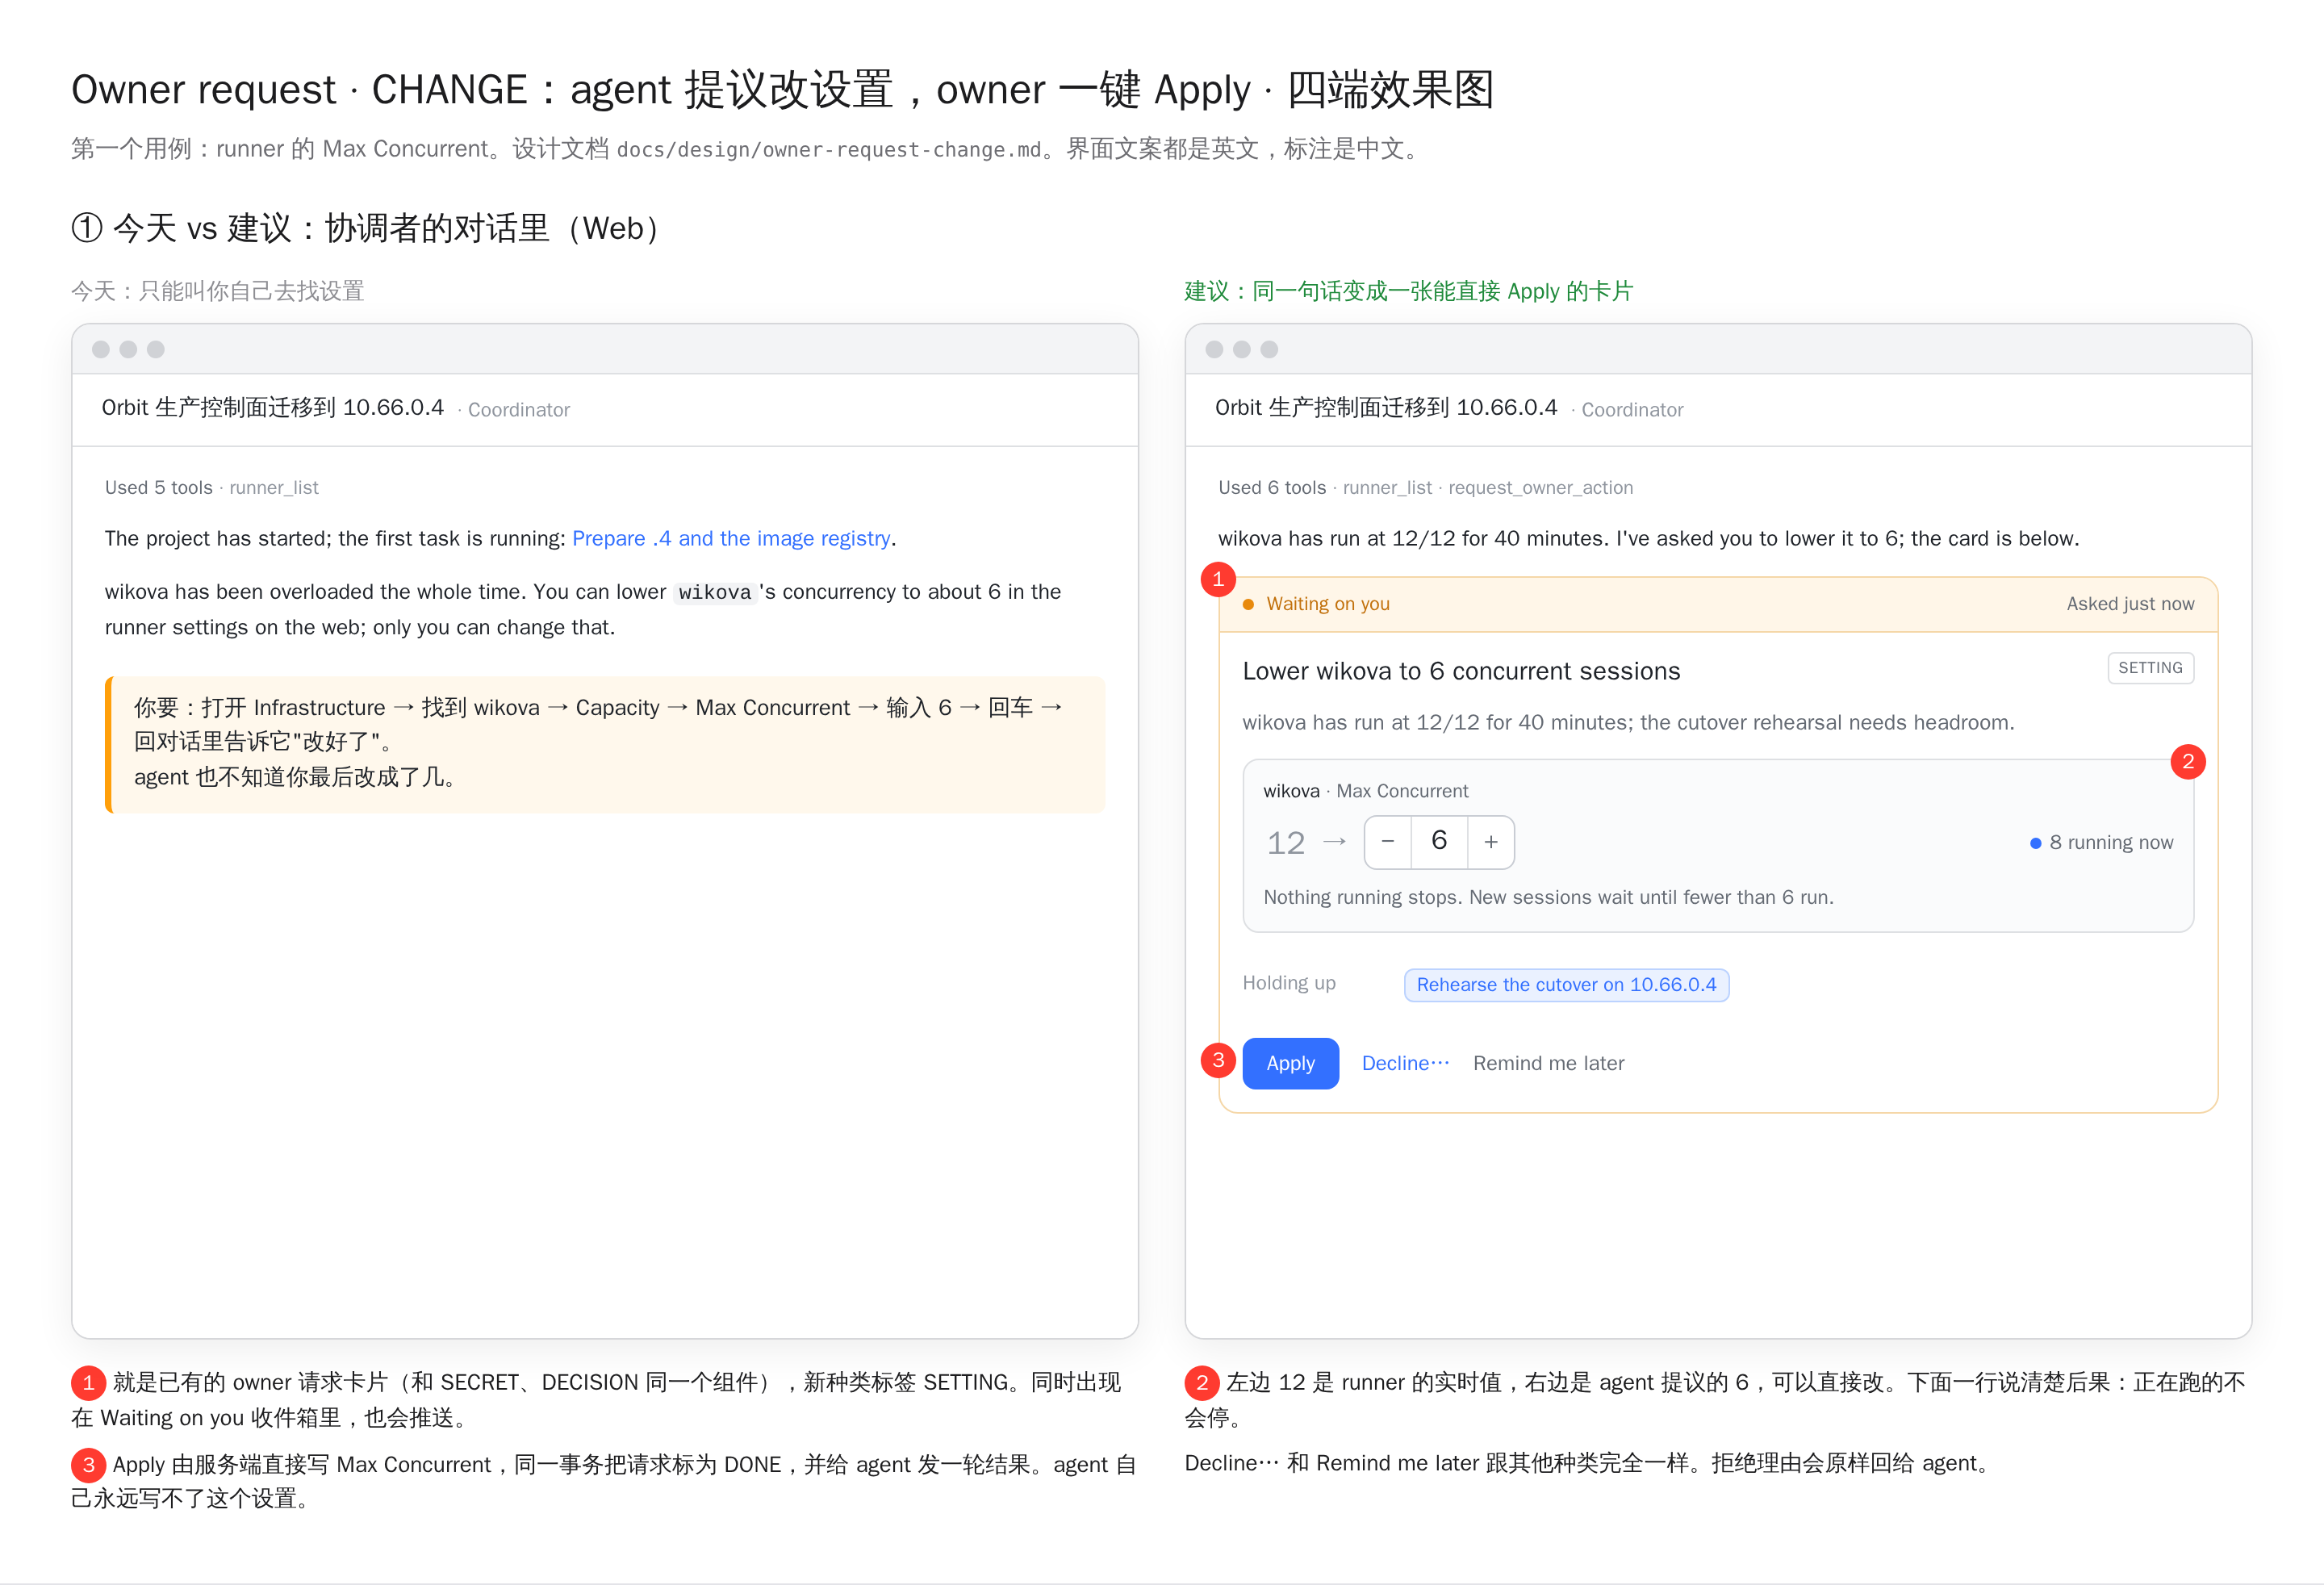 Owner request · CHANGE：agent 提议改设置，owner 一键 Apply · 四端效果图
第一个用例：runner 的 Max Concurrent。设计文档 docs/design/owner-request-change.md。界面文案都是英文，标注是中文。
① 今天 vs 建议：协调者的对话里（Web）
今天：只能叫你自己去找设置
Orbit 生产控制面迁移到 10.66.0.4 · Coordinator
Used 5 tools · runner_list
The project has started; the first task is running: Prepare .4 and the image registry.
wikova has been overloaded the whole time. You can lower wikova's concurrency to about 6 in the
runner settings on the web; only you can change that.
你要：打开 Infrastructure → 找到 wikova → Capacity → Max Concurrent → 输入 6 → 回车 →
回对话里告诉它"改好了"。
agent 也不知道你最后改成了几。
建议：同一句话变成一张能直接 Apply 的卡片
Orbit 生产控制面迁移到 10.66.0.4 · Coordinator
Used 6 tools · runner_list · request_owner_action
wikova has run at 12/12 for 40 minutes. I've asked you to lower it to 6; the card is below.
1
Waiting on you
Asked just now
Lower wikova to 6 concurrent sessions
SETTING
wikova has run at 12/12 for 40 minutes; the cutover rehearsal needs headroom.
2
wikova · Max Concurrent
12 → − 6 +
8 running now
Nothing running stops. New sessions wait until fewer than 6 run.
Holding up
Rehearse the cutover on 10.66.0.4
3
Apply
Decline…
Remind me later
1 就是已有的 owner 请求卡片（和 SECRET、DECISION 同一个组件），新种类标签 SETTING。同时出现
在 Waiting on you 收件箱里，也会推送。
3 Apply 由服务端直接写 Max Concurrent，同一事务把请求标为 DONE，并给 agent 发一轮结果。agent 自
己永远写不了这个设置。
2 左边 12 是 runner 的实时值，右边是 agent 提议的 6，可以直接改。下面一行说清楚后果：正在跑的不
会停。
Decline… 和 Remind me later 跟其他种类完全一样。拒绝理由会原样回给 agent。